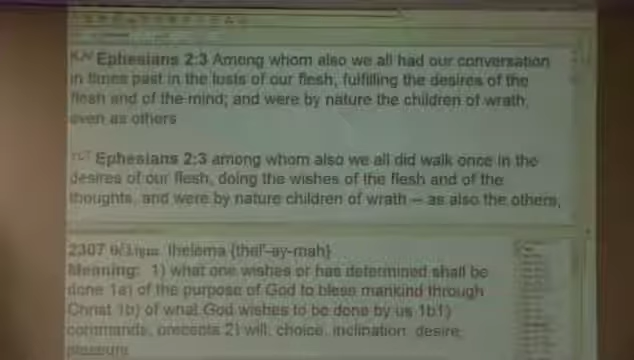 KJV Ephesians 2:3 Among whom also we all had our conversation
in times past in the lusts of our flesh, fulfilling the desires of the
flesh and of the mind; and were by nature the children of wrath,
even as others
YLT Ephesians 2:3 among whom also we all did walk once in the
desires of our flesh, doing the wishes of the flesh and of the
thoughts, and were by nature children of wrath -- as also the others,
2307 θέλημα thelema {thel'-ay-mah}
Meaning: 1) what one wishes or has determined shall be
done 1a) of the purpose of God to bless mankind through
Christ 1b) of what God wishes to be done by us 1b1)
commands, precepts 2) will, choice, inclination, desire,
pleasure